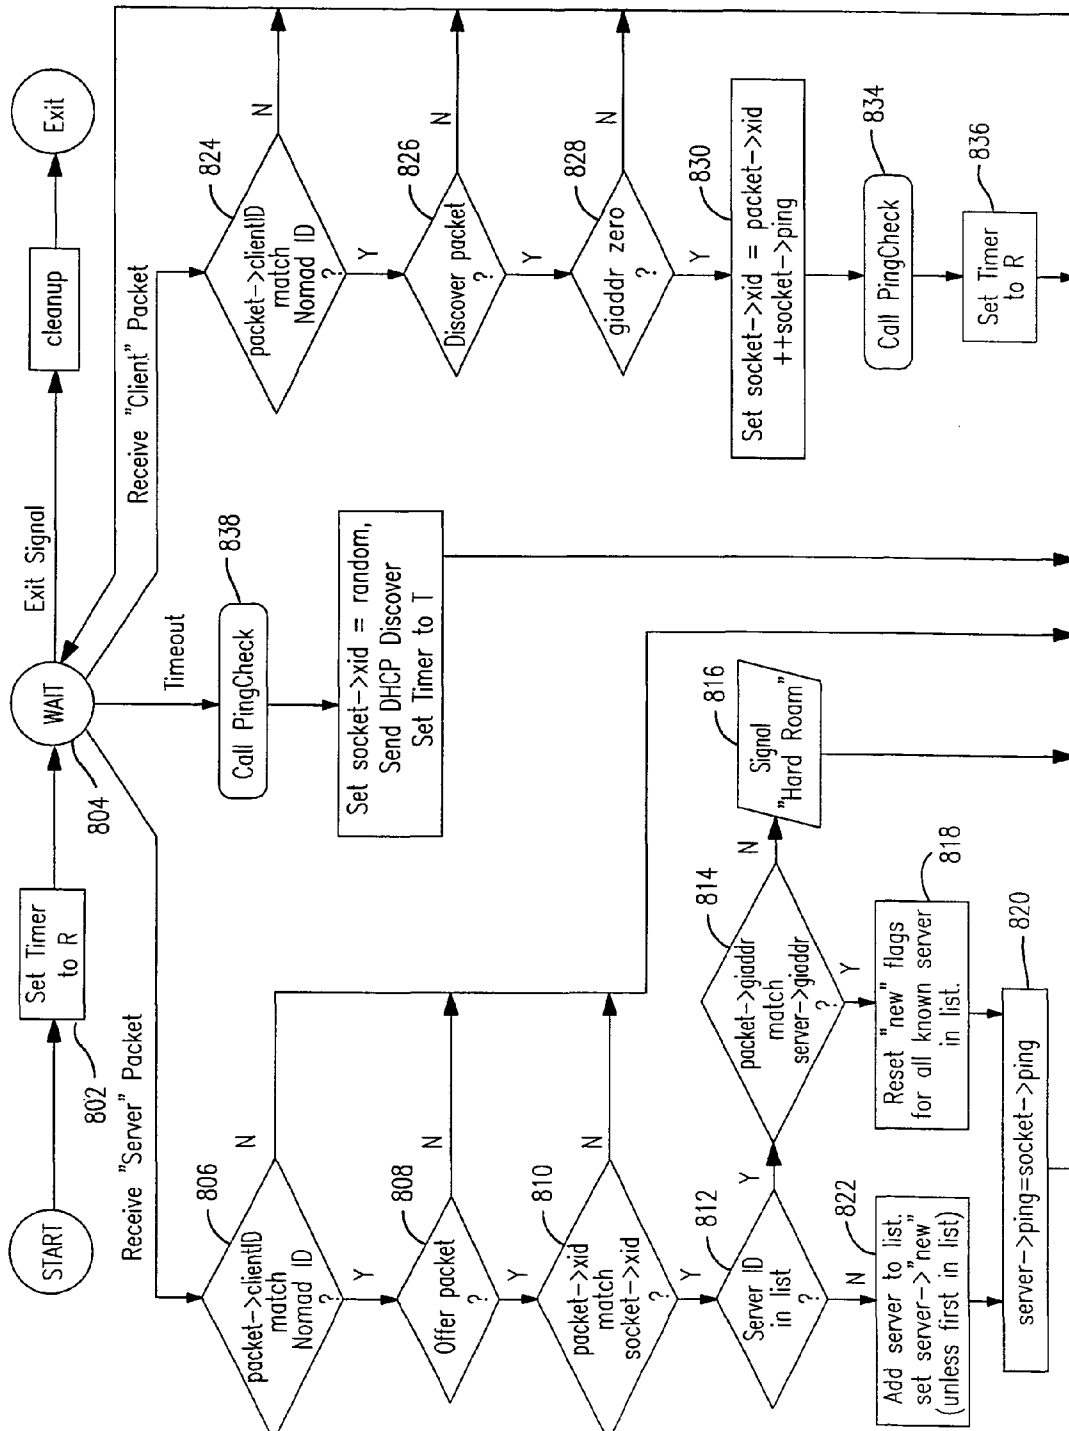 START
Set Timer
to R
802
WAIT
804
Exit Signal
cleanup
Exit
Receive "Server" Packet
Timeout
Receive "Client" Packet
packet->clientID
match
Nomad ID
?
806
N
Y
Offer packet
?
808
N
Y
packet->xid
match
socket->xid
?
810
N
Y
Server ID
in list
?
812
Y
N
packet->giaddr
match
server->giaddr
?
814
N
Y
Signal
"Hard Roam"
816
Reset "new" flags
for all known server
in list.
818
Add server to list.
set server->"new"
(unless first in list)
822
server->ping=socket->ping
820
Call PingCheck
838
Set socket->xid = random,
Send DHCP Discover
Set Timer to T
packet->clientID
match
Nomad ID
?
824
N
Y
Discover packet
?
826
N
Y
giaddr zero
?
828
N
Y
Set socket->xid = packet->xid
++socket->ping
830
Call PingCheck
834
Set Timer
to R
836